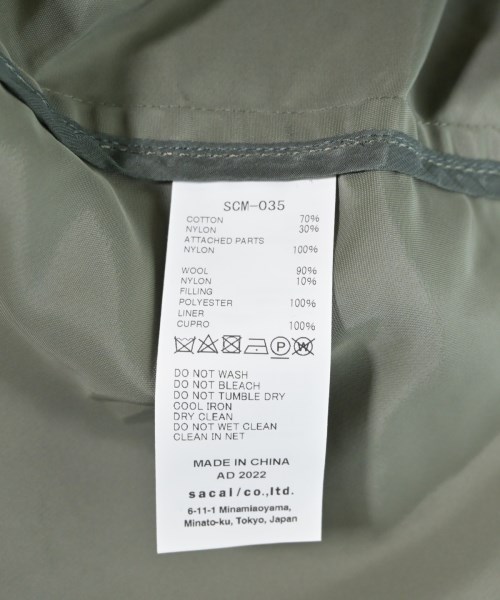 SCM-035
COTTON 70%
NYLON 30%
ATTACHED PARTS
NYLON 100%
WOOL 90%
NYLON 10%
FILLING
POLYESTER 100%
LINER
CUPRO 100%
P W
DO NOT WASH
DO NOT BLEACH
DO NOT TUMBLE DRY
COOL IRON
DRY CLEAN
DO NOT WET CLEAN
CLEAN IN NET
MADE IN CHINA
AD 2022
sacai/co.,ltd.
6-11-1 Minamiaoyama,
Minato-ku, Tokyo, Japan